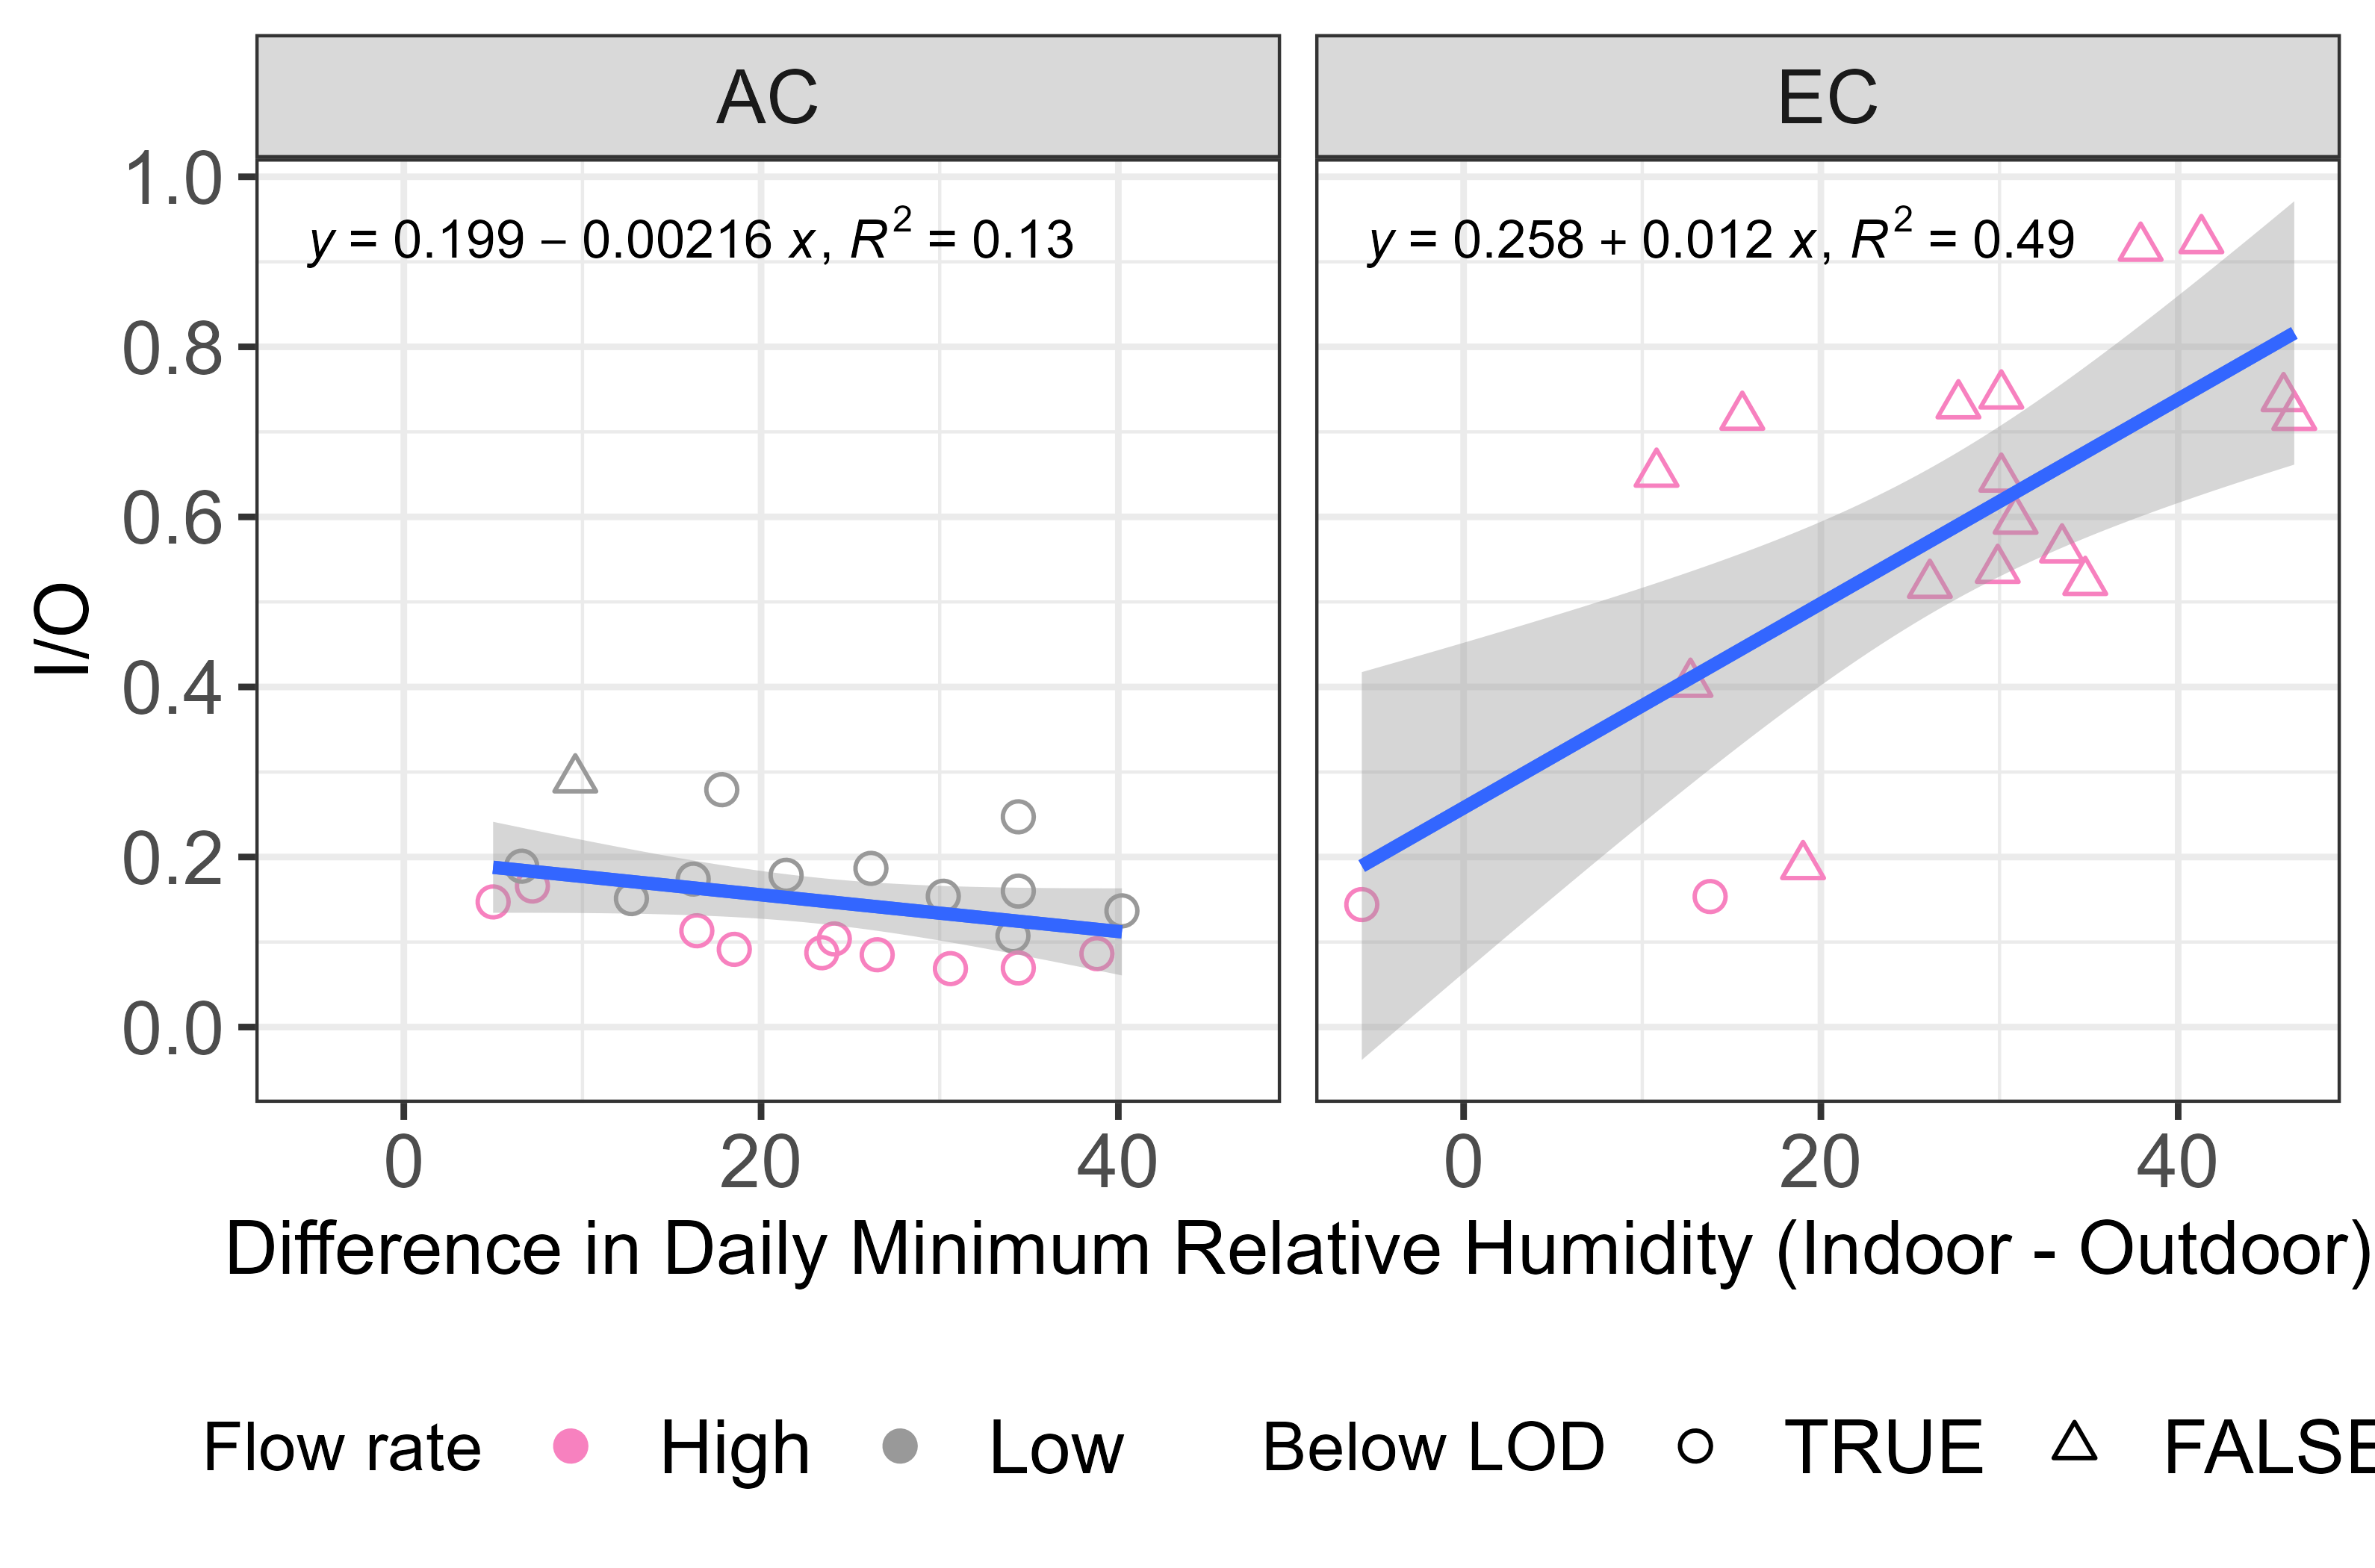 AC
EC
y = 0.199 − 0.00216 x, R² = 0.13
y = 0.258 + 0.012 x, R² = 0.49
I/O
1.0
0.8
0.6
0.4
0.2
0.0
0 20 40
0 20 40
Difference in Daily Minimum Relative Humidity (Indoor - Outdoor)
Flow rate High Low Below LOD TRUE FALSE